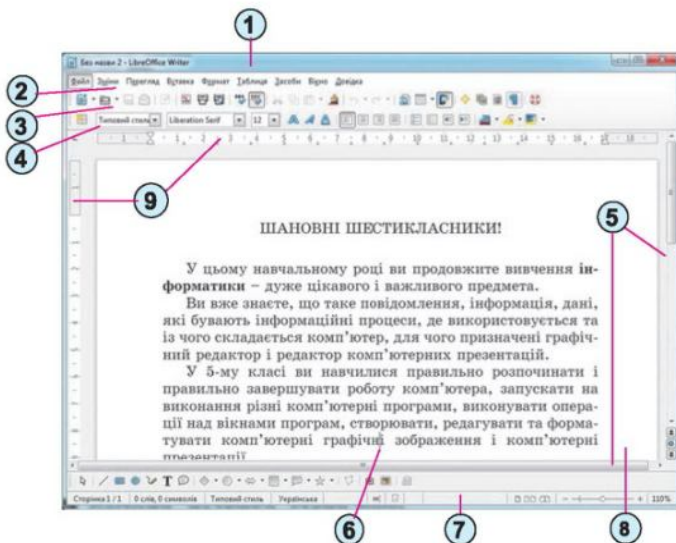 1
Без назви 2 - LibreOffice Writer
2
Файл Зміни Перегляд Вставка Формат Таблиця Засоби Вікно Довідка
3
4
Типовий стиль Liberation Serif 12
9
5
ШАНОВНІ ШЕСТИКЛАСНИКИ!
У цьому навчальному році ви продовжите вивчення ін-
форматики – дуже цікавого і важливого предмета.
Ви вже знаєте, що таке повідомлення, інформація, дані,
які бувають інформаційні процеси, де використовується та
із чого складається комп’ютер, для чого призначені графіч-
ний редактор і редактор комп’ютерних презентацій.
У 5-му класі ви навчилися правильно розпочинати і
правильно завершувати роботу комп’ютера, запускати на
виконання різні комп’ютерні програми, виконувати опера-
ції над вікнами програм, створювати, редагувати та форма-
тувати комп’ютерні графічні зображення і комп’ютерні
презентації
Сторінка 1 / 1 0 слів, 0 символів Типовий стиль Українська 110%
6
7
8